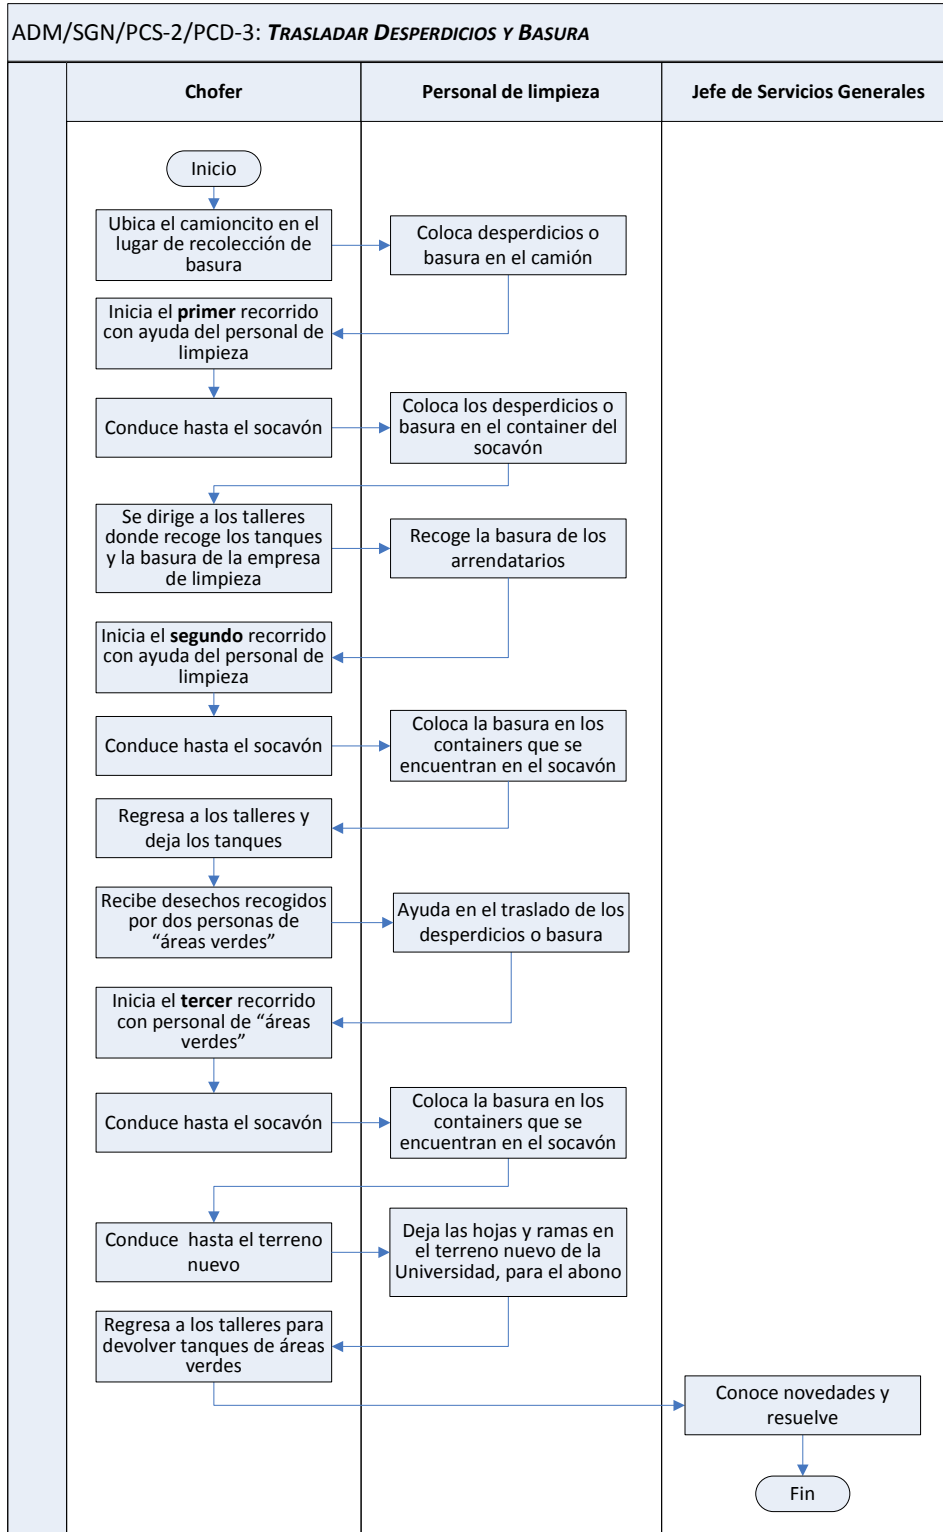 ADM/SGN/PCS-2/PCD-3: TRASLADAR DESPERDICIOS Y BASURA
Chofer
Personal de limpieza
Jefe de Servicios Generales
Inicio
Ubica el camioncito en el
lugar de recolección de
basura
Coloca desperdicios o
basura en el camión
Inicia el primer recorrido
con ayuda del personal de
limpieza
Conduce hasta el socavón
Coloca los desperdicios o
basura en el container del
socavón
Se dirige a los talleres
donde recoge los tanques
y la basura de la empresa
de limpieza
Recoge la basura de los
arrendatarios
Inicia el segundo recorrido
con ayuda del personal de
limpieza
Conduce hasta el socavón
Coloca la basura en los
containers que se
encuentran en el socavón
Regresa a los talleres y
deja los tanques
Recibe desechos recogidos
por dos personas de
“áreas verdes”
Ayuda en el traslado de los
desperdicios o basura
Inicia el tercer recorrido
con personal de “áreas
verdes”
Conduce hasta el socavón
Coloca la basura en los
containers que se
encuentran en el socavón
Conduce hasta el terreno
nuevo
Deja las hojas y ramas en
el terreno nuevo de la
Universidad, para el abono
Regresa a los talleres para
devolver tanques de áreas
verdes
Conoce novedades y
resuelve
Fin